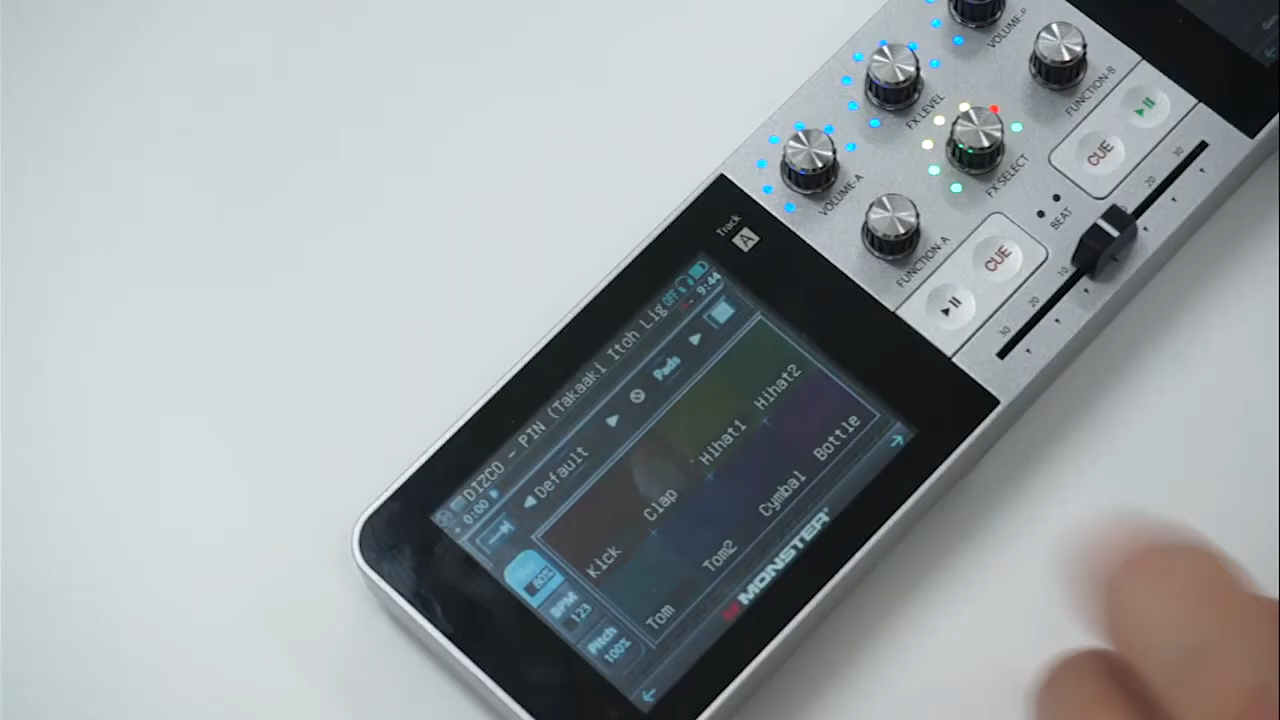 VOLUME-B
FUNCTION-B
FX LEVEL
CUE
FX SELECT
VOLUME-A
BEAT
30
20
10
20
30
FUNCTION-A
CUE
Track
A
OFF
9:44
DIZCO - PIN (Takaaki Itoh Lig
0:00
Default
Pads
80%
BPM
123
Pitch
100%
Kick
Clap
Hihat1
Hihat2
Tom
Tom2
Cymbal
Bottle
MONSTER